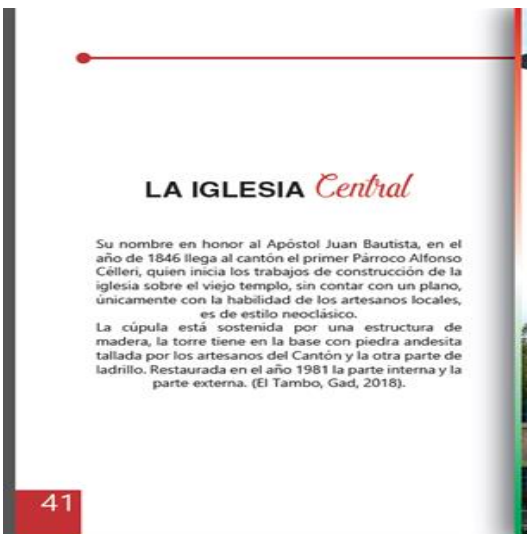 LA IGLESIA Central
Su nombre en honor al Apóstol Juan Bautista, en el
año de 1846 llega al cantón el primer Párroco Alfonso
Célleri, quien inicia los trabajos de construcción de la
iglesia sobre el viejo templo, sin contar con un plano,
únicamente con la habilidad de los artesanos locales,
es de estilo neoclásico.
La cúpula está sostenida por una estructura de
madera, la torre tiene en la base con piedra andesita
tallada por los artesanos del Cantón y la otra parte de
ladrillo. Restaurada en el año 1981 la parte interna y la
parte externa. (El Tambo, Gad, 2018).
41